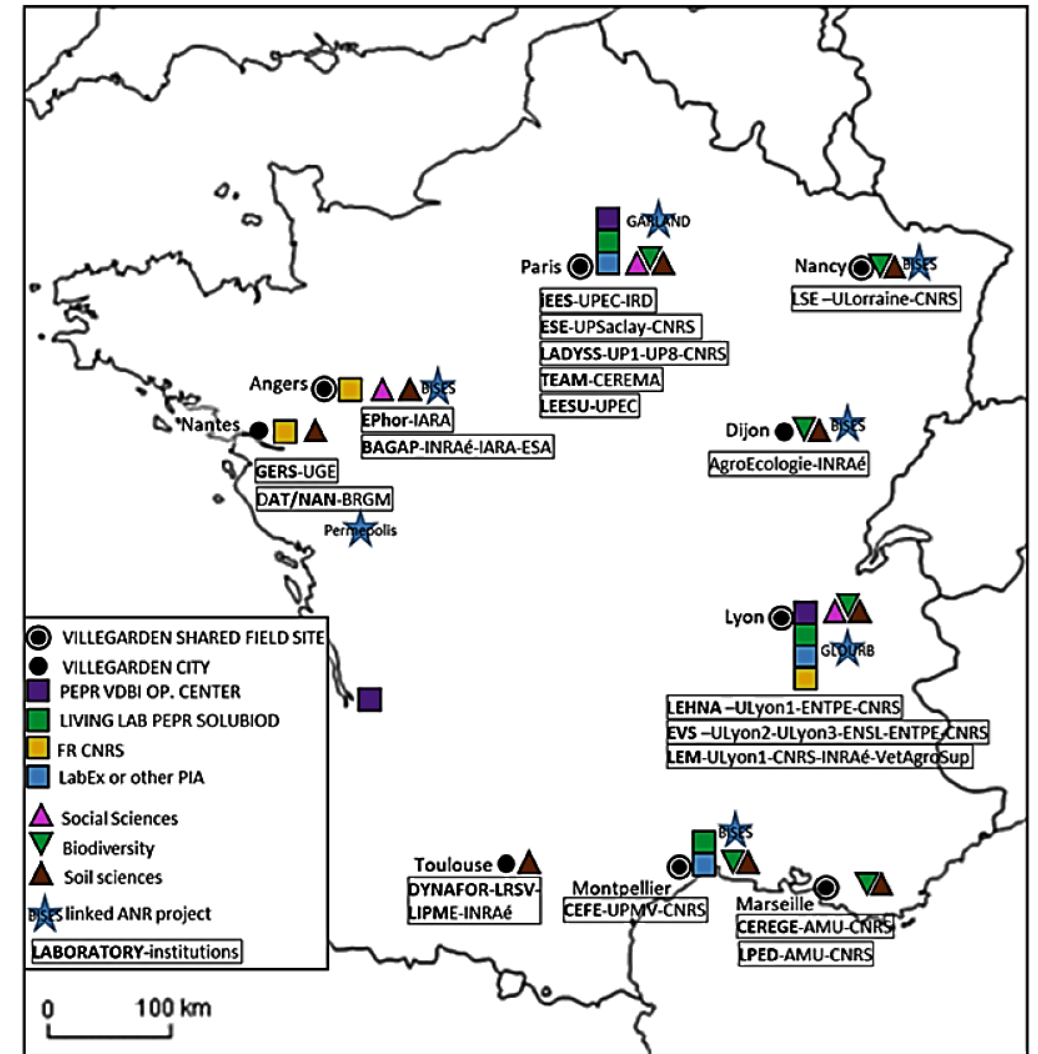 GARLAND
Paris
iEES-UPEC-IRD
ESE-UPSaclay-CNRS
LADYSS-UP1-UP8-CNRS
TEAM-CEREMA
LEESU-UPEC
Nancy
BISES
LSE –ULorraine-CNRS
Angers
BISES
EPhor-IARA
BAGAP-INRAé-IARA-ESA
Nantes
GERS-UGE
DAT/NAN-BRGM
Permepolis
Dijon
BISES
AgroEcologie-INRAé
Lyon
GLOURB
LEHNA –ULyon1-ENTPE-CNRS
EVS –ULyon2-ULyon3-ENSL-ENTPE-CNRS
LEM-ULyon1-CNRS-INRAé-VetAgroSup
Toulouse
DYNAFOR-LRSV-
LIPME-INRAé
BISES
Montpellier
CEFE-UPMV-CNRS
Marseille
CEREGE-AMU-CNRS
LPED-AMU-CNRS
VILLEGARDEN SHARED FIELD SITE
VILLEGARDEN CITY
PEPR VDBI OP. CENTER
LIVING LAB PEPR SOLUBIOD
FR CNRS
LabEx or other PIA
Social Sciences
Biodiversity
Soil sciences
BISES linked ANR project
LABORATORY-institutions
0 100 km